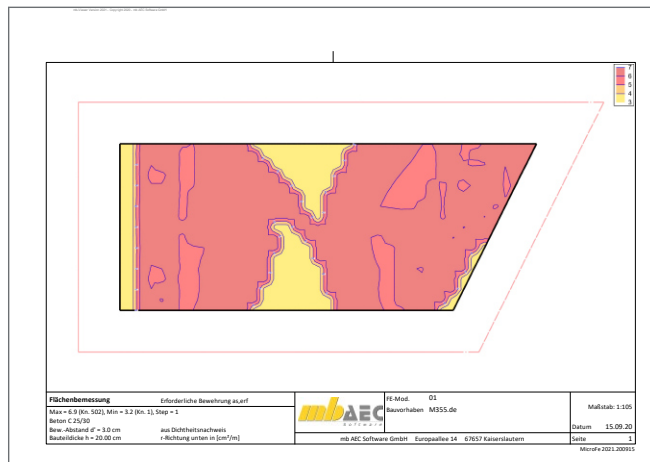 7
6
5
4
3
Flächenbemessung Erforderliche Bewehrung as,erf
Max = 6.9 (Kn. 502), Min = 3.2 (Kn. 1), Step = 1
Beton C 25/30
Bew.-Abstand d' = 3.0 cm aus Dichtheitsnachweis
Bauteildicke h = 20.00 cm r-Richtung unten in [cm²/m]
mb AEC
Software
FE-Mod. 01
Bauvorhaben M355.de
mb AEC Software GmbH Europaallee 14 67657 Kaiserslautern
Maßstab: 1:105
Datum 15.09.20
Seite 1
MicroFe 2021.200915